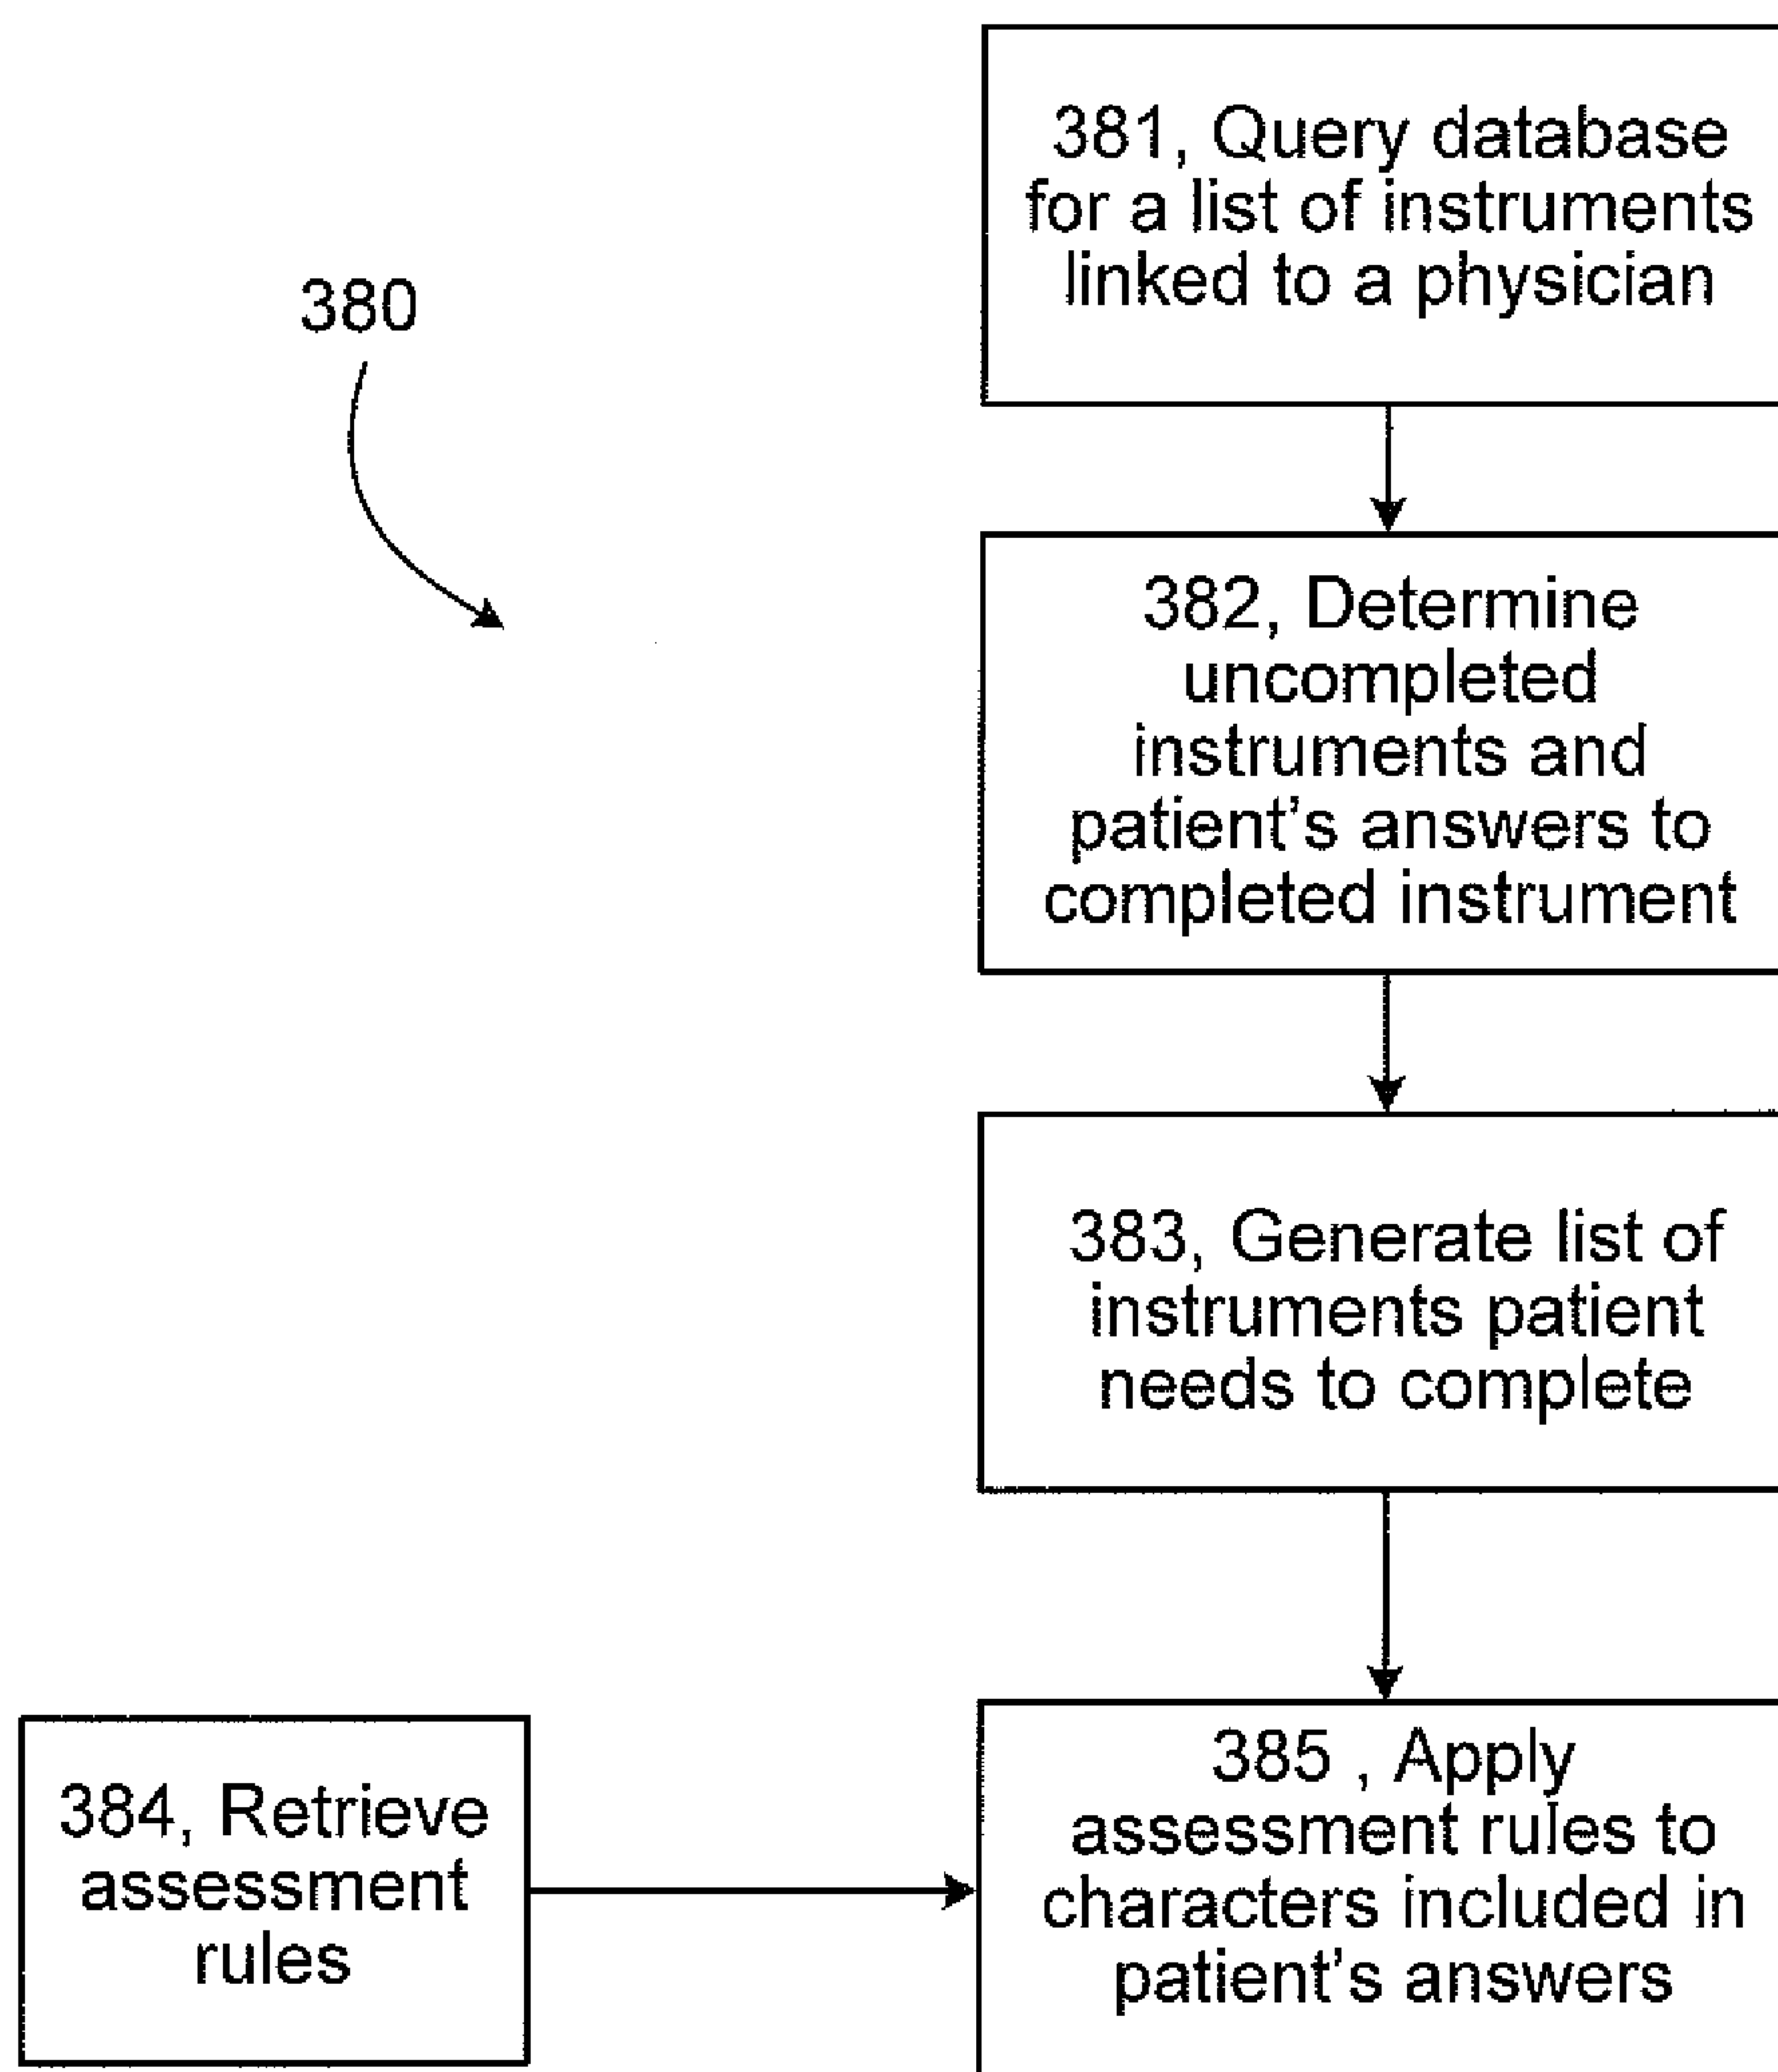 381, Query database
for a list of instruments
linked to a physician
380
382, Determine
uncompleted
instruments and
patient's answers to
completed instrument
383, Generate list of
instruments patient
needs to complete
384, Retrieve
assessment
rules
385 , Apply
assessment rules to
characters included in
patient's answers